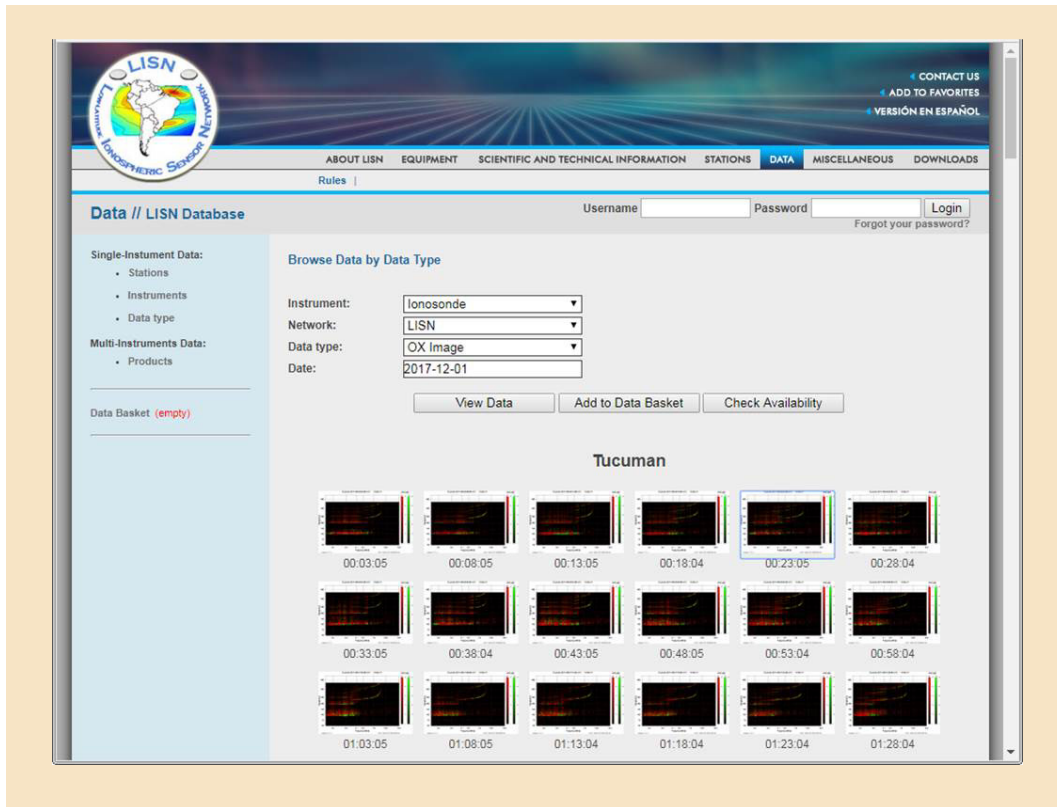 LISN
LOW-LATITUDE IONOSPHERIC SENSOR NETWORK
CONTACT US
ADD TO FAVORITES
VERSIÓN EN ESPAÑOL
ABOUT LISN EQUIPMENT SCIENTIFIC AND TECHNICAL INFORMATION STATIONS DATA MISCELLANEOUS DOWNLOADS
Rules |
Data // LISN Database
Username Password Login
Forgot your password?
Single-Instument Data:
• Stations
• Instruments
• Data type
Multi-Instruments Data:
• Products
Data Basket (empty)
Browse Data by Data Type
Instrument: Ionosonde
Network: LISN
Data type: OX Image
Date: 2017-12-01
View Data Add to Data Basket Check Availability
Tucuman
00:03:05 00:08:05 00:13:05 00:18:04 00:23:05 00:28:04
00:33:05 00:38:04 00:43:05 00:48:05 00:53:04 00:58:04
01:03:05 01:08:05 01:13:04 01:18:04 01:23:04 01:28:04